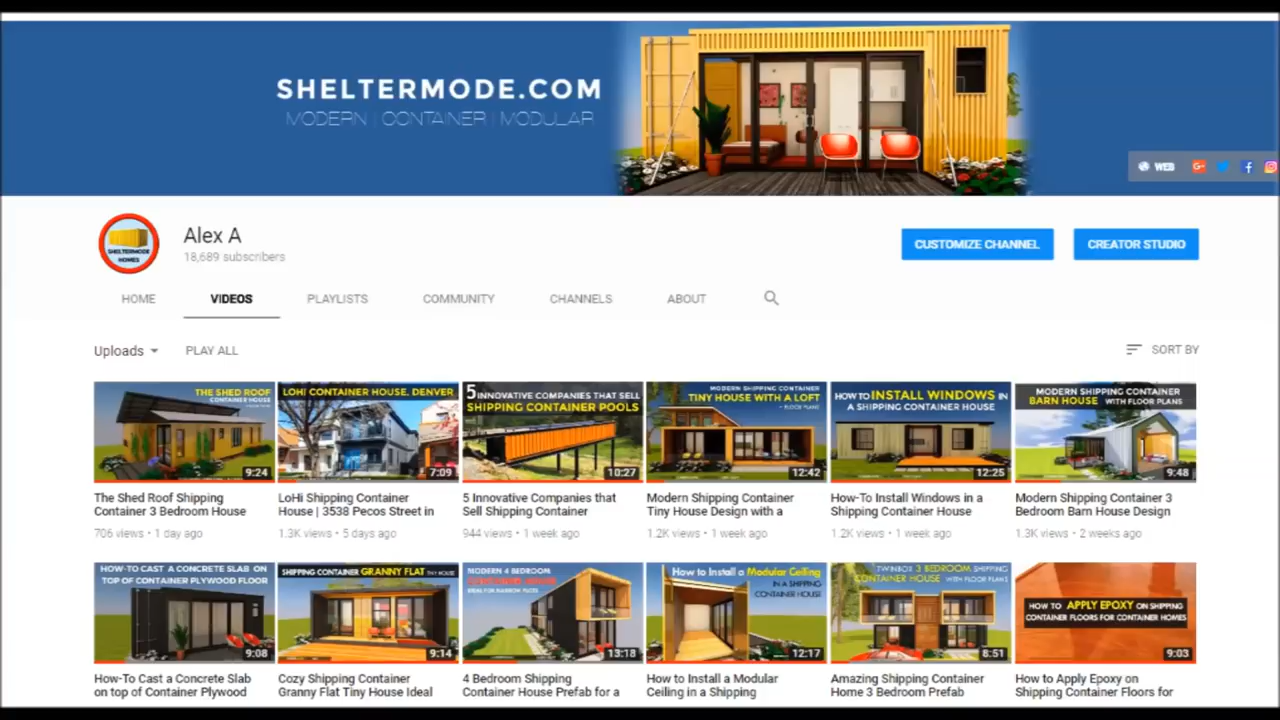 SHELTERMODE.COM
MODERN | CONTAINER | MODULAR
WEB
SHELTERMODE
HOMES
Alex A
18,689 subscribers
CUSTOMIZE CHANNEL
CREATOR STUDIO
HOME
VIDEOS
PLAYLISTS
COMMUNITY
CHANNELS
ABOUT
Uploads
PLAY ALL
SORT BY
THE SHED ROOF
CONTAINER HOUSE
9:24
The Shed Roof Shipping
Container 3 Bedroom House
706 views • 1 day ago
LOHI CONTAINER HOUSE, DENVER
7:09
LoHi Shipping Container
House | 3538 Pecos Street in
1.3K views • 5 days ago
5 INNOVATIVE COMPANIES THAT SELL
SHIPPING CONTAINER POOLS
10:27
5 Innovative Companies that
Sell Shipping Container
944 views • 1 week ago
MODERN SHIPPING CONTAINER
TINY HOUSE WITH A LOFT
+ FLOOR PLANS
12:42
Modern Shipping Container
Tiny House Design with a
1.2K views • 1 week ago
HOW TO INSTALL WINDOWS IN
A SHIPPING CONTAINER HOUSE
12:25
How-To Install Windows in a
Shipping Container House
1.2K views • 1 week ago
MODERN SHIPPING CONTAINER
BARN HOUSE WITH FLOOR PLANS
9:48
Modern Shipping Container 3
Bedroom Barn House Design
1.3K views • 2 weeks ago
HOW-TO CAST A CONCRETE SLAB ON
TOP OF CONTAINER PLYWOOD FLOOR
9:08
How-To Cast a Concrete Slab
on top of Container Plywood
SHIPPING CONTAINER GRANNY FLAT TINY HOUSE
9:14
Cozy Shipping Container
Granny Flat Tiny House Ideal
MODERN 4 BEDROOM
CONTAINER HOUSE
IDEAL FOR NARROW PLOTS
13:18
4 Bedroom Shipping
Container House Prefab for a
How to Install a Modular Ceiling
IN A SHIPPING
CONTAINER HOUSE
12:17
How to Install a Modular
Ceiling in a Shipping
TWINBOX 3 BEDROOM SHIPPING
CONTAINER HOUSE WITH FLOOR PLANS
8:51
Amazing Shipping Container
Home 3 Bedroom Prefab
HOW TO APPLY EPOXY ON SHIPPING
CONTAINER FLOORS FOR CONTAINER HOMES
9:03
How to Apply Epoxy on
Shipping Container Floors for